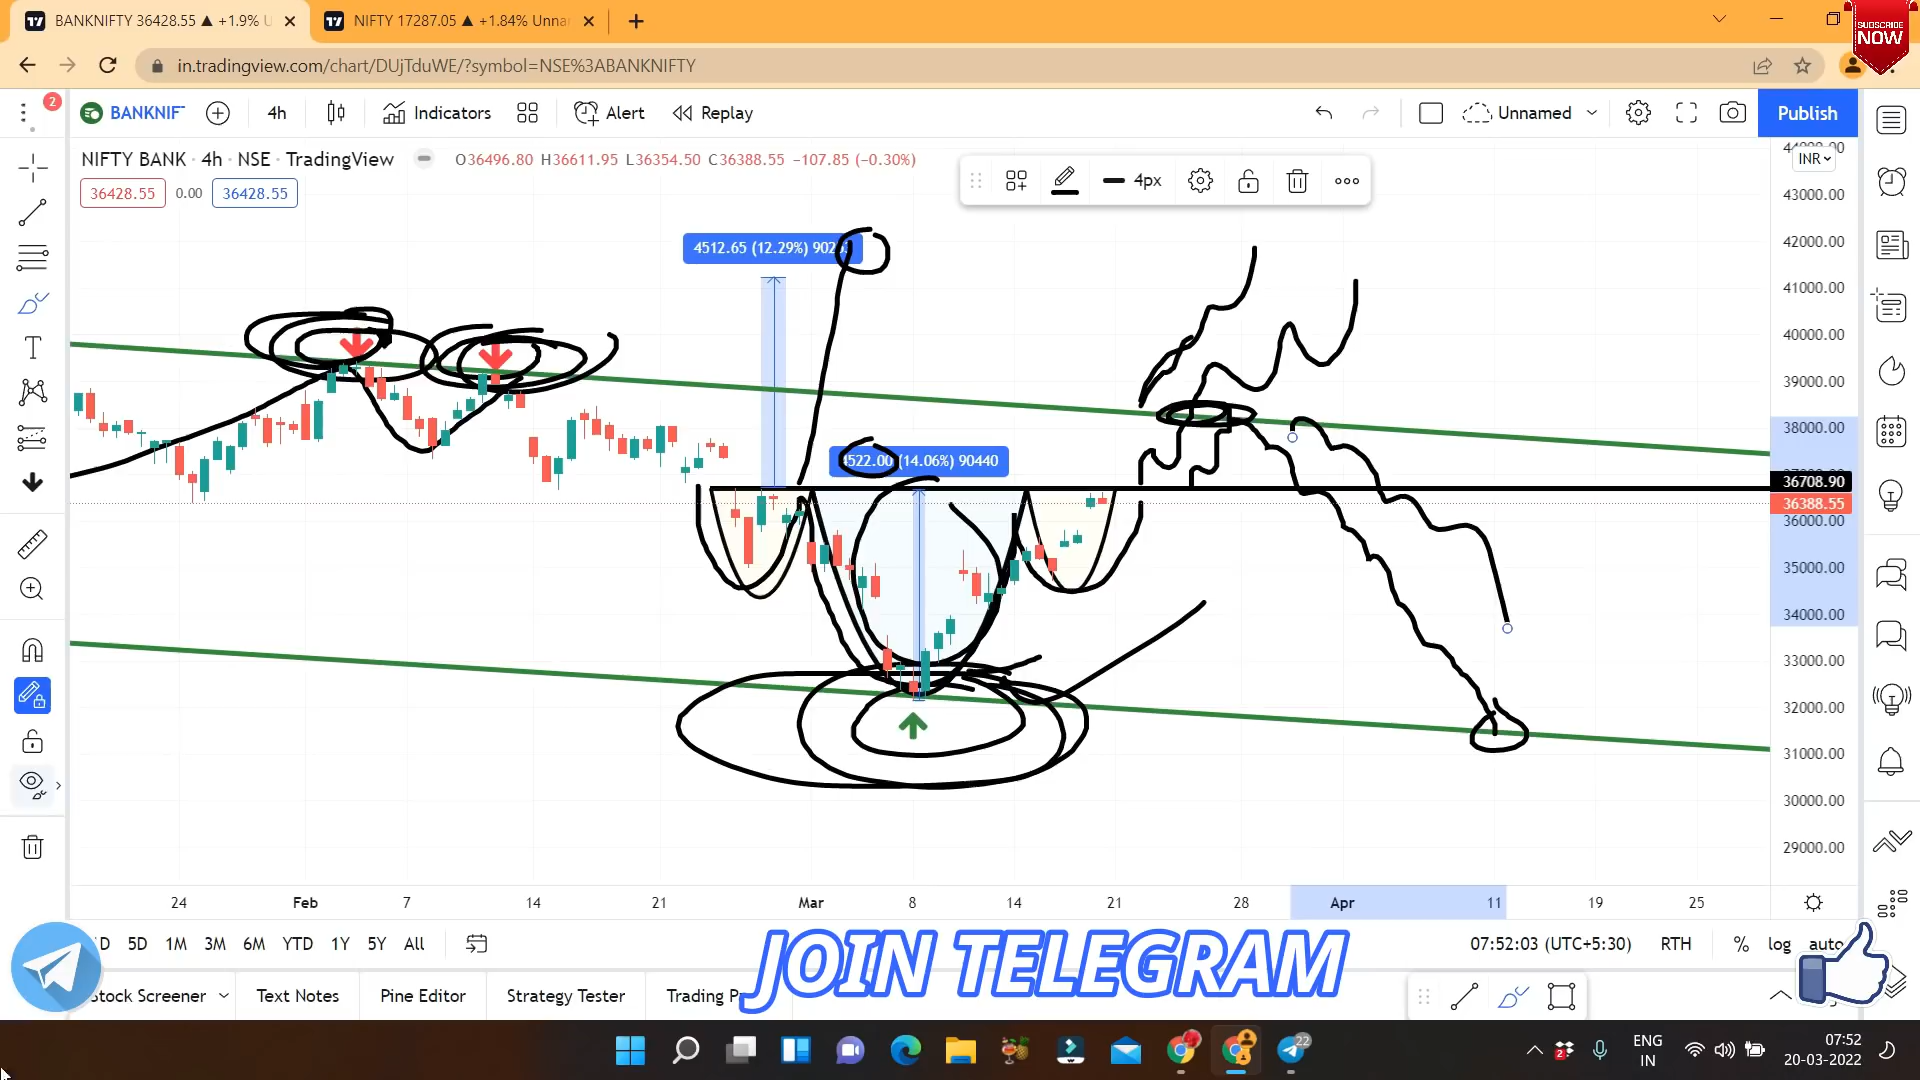 BANKNIFTY 36428.55 ▲ +1.9% U
NIFTY 17287.05 ▲ +1.84% Unna
SUBSCRIBE
NOW
in.tradingview.com/chart/DUjTduWE/?symbol=NSE%3ABANKNIFTY
2
BANKNIF
4h
Indicators
Alert
Replay
Unnamed
Publish
NIFTY BANK · 4h · NSE · TradingView
O36496.80 H36611.95 L36354.50 C36388.55 −107.85 (−0.30%)
36428.55 0.00 36428.55
4px
INR
43000.00
42000.00
41000.00
40000.00
39000.00
38000.00
36708.90
36388.55
36000.00
35000.00
34000.00
33000.00
32000.00
31000.00
30000.00
29000.00
4512.65 (12.29%)
4522.00 (14.06%) 90440
24 Feb 7 14 21 Mar 8 14 21 28 Apr 11 19 25
D 5D 1M 3M 6M YTD 1Y 5Y All
07:52:03 (UTC+5:30) RTH % log auto
JOIN TELEGRAM
Stock Screener Text Notes Pine Editor Strategy Tester Trading P
22
2
ENG
IN
07:52
20-03-2022